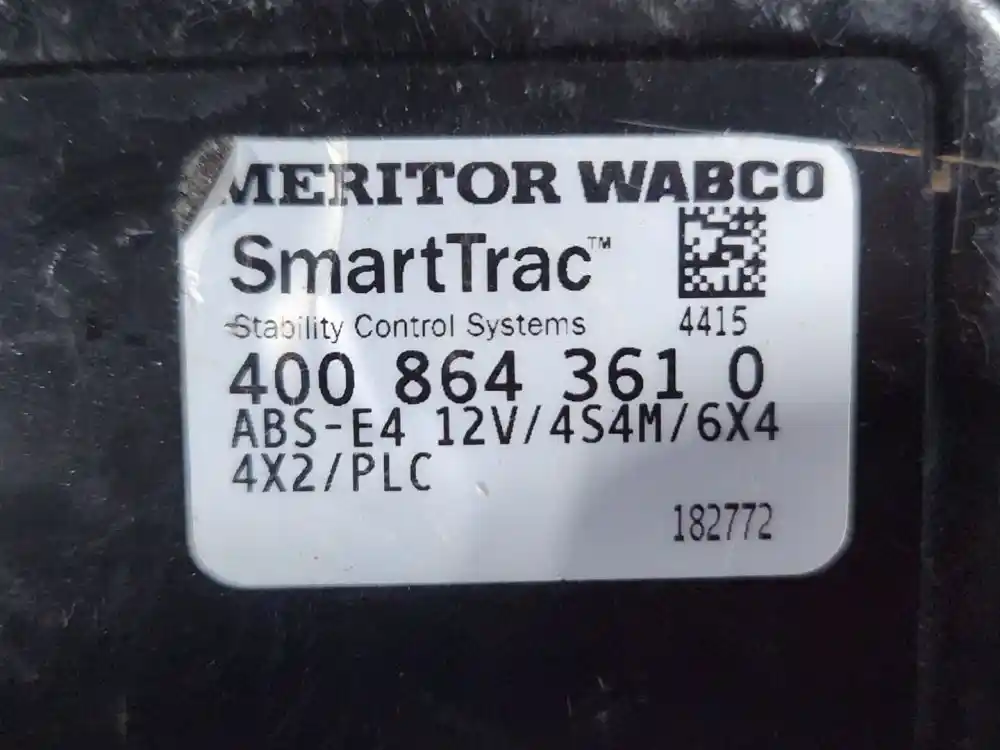 MERITOR WABCO
SmartTrac™
Stability Control Systems
4415
400 864 361 0
ABS-E4 12V/4S4M/6X4
4X2/PLC
182772